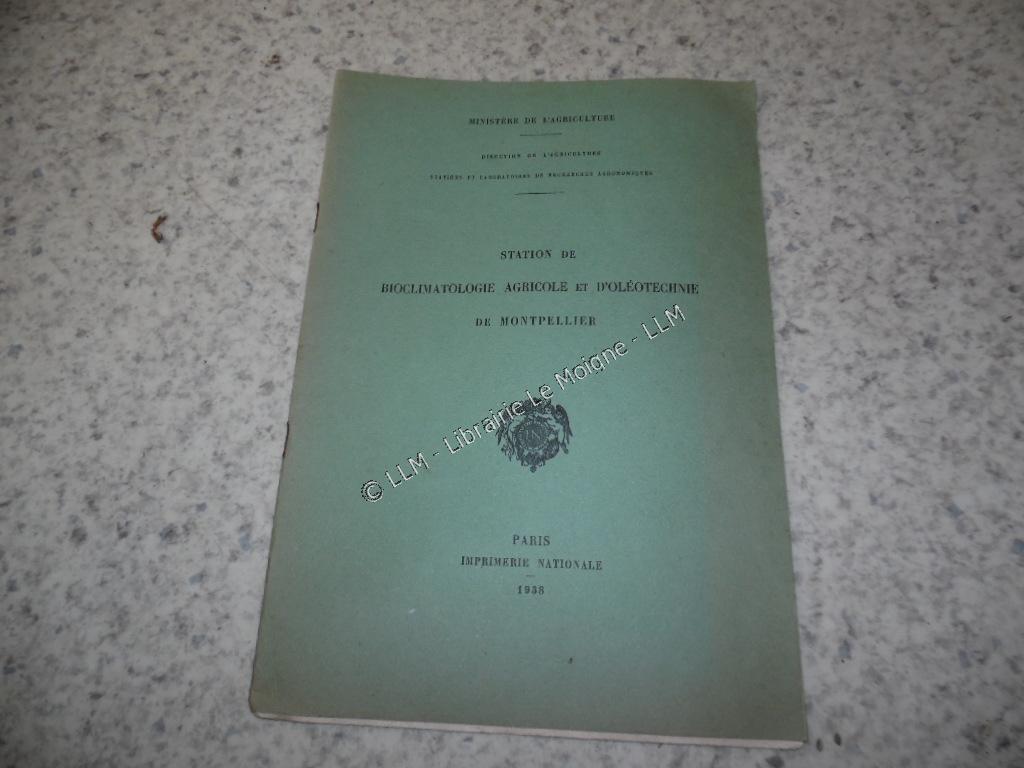 MINISTÈRE DE L'AGRICULTURE
DIRECTION DE L'AGRICULTURE
STATIONS ET LABORATOIRES DE RECHERCHES AGRONOMIQUES
STATION DE
BIOCLIMATOLOGIE AGRICOLE ET D'OLÉOTECHNIE
DE MONTPELLIER
© LLM - Librairie Le Moigne - LLM
PARIS
IMPRIMERIE NATIONALE
1938